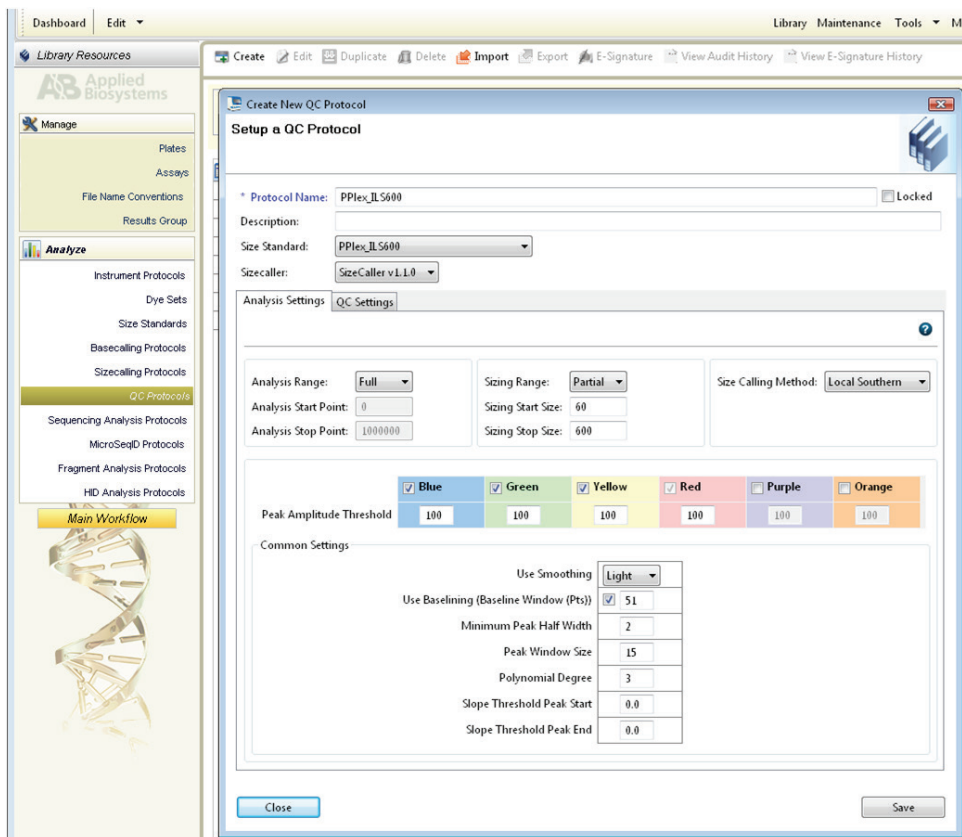 Dashboard Edit Library Maintenance Tools M
Library Resources
Create Edit Duplicate Delete Import Export E-Signature View Audit History View E-Signature History
AB Applied
Biosystems
Manage
Plates
Assays
File Name Conventions
Results Group
Analyze
Instrument Protocols
Dye Sets
Size Standards
Basecalling Protocols
Sizecalling Protocols
QC Protocols
Sequencing Analysis Protocols
MicroSeqID Protocols
Fragment Analysis Protocols
HID Analysis Protocols
Main Workflow
Create New QC Protocol
Setup a QC Protocol
* Protocol Name: PPlex_ILS600 Locked
Description:
Size Standard: PPlex_ILS600
Sizecaller: SizeCaller v1.1.0
Analysis Settings QC Settings
?
Analysis Range: Full Sizing Range: Partial Size Calling Method: Local Southern
Analysis Start Point: 0 Sizing Start Size: 60
Analysis Stop Point: 1000000 Sizing Stop Size: 600
Blue Green Yellow Red Purple Orange
Peak Amplitude Threshold 100 100 100 100 100 100
Common Settings
Use Smoothing Light
Use Baselining (Baseline Window (Pts)) 51
Minimum Peak Half Width 2
Peak Window Size 15
Polynomial Degree 3
Slope Threshold Peak Start 0.0
Slope Threshold Peak End 0.0
Close Save